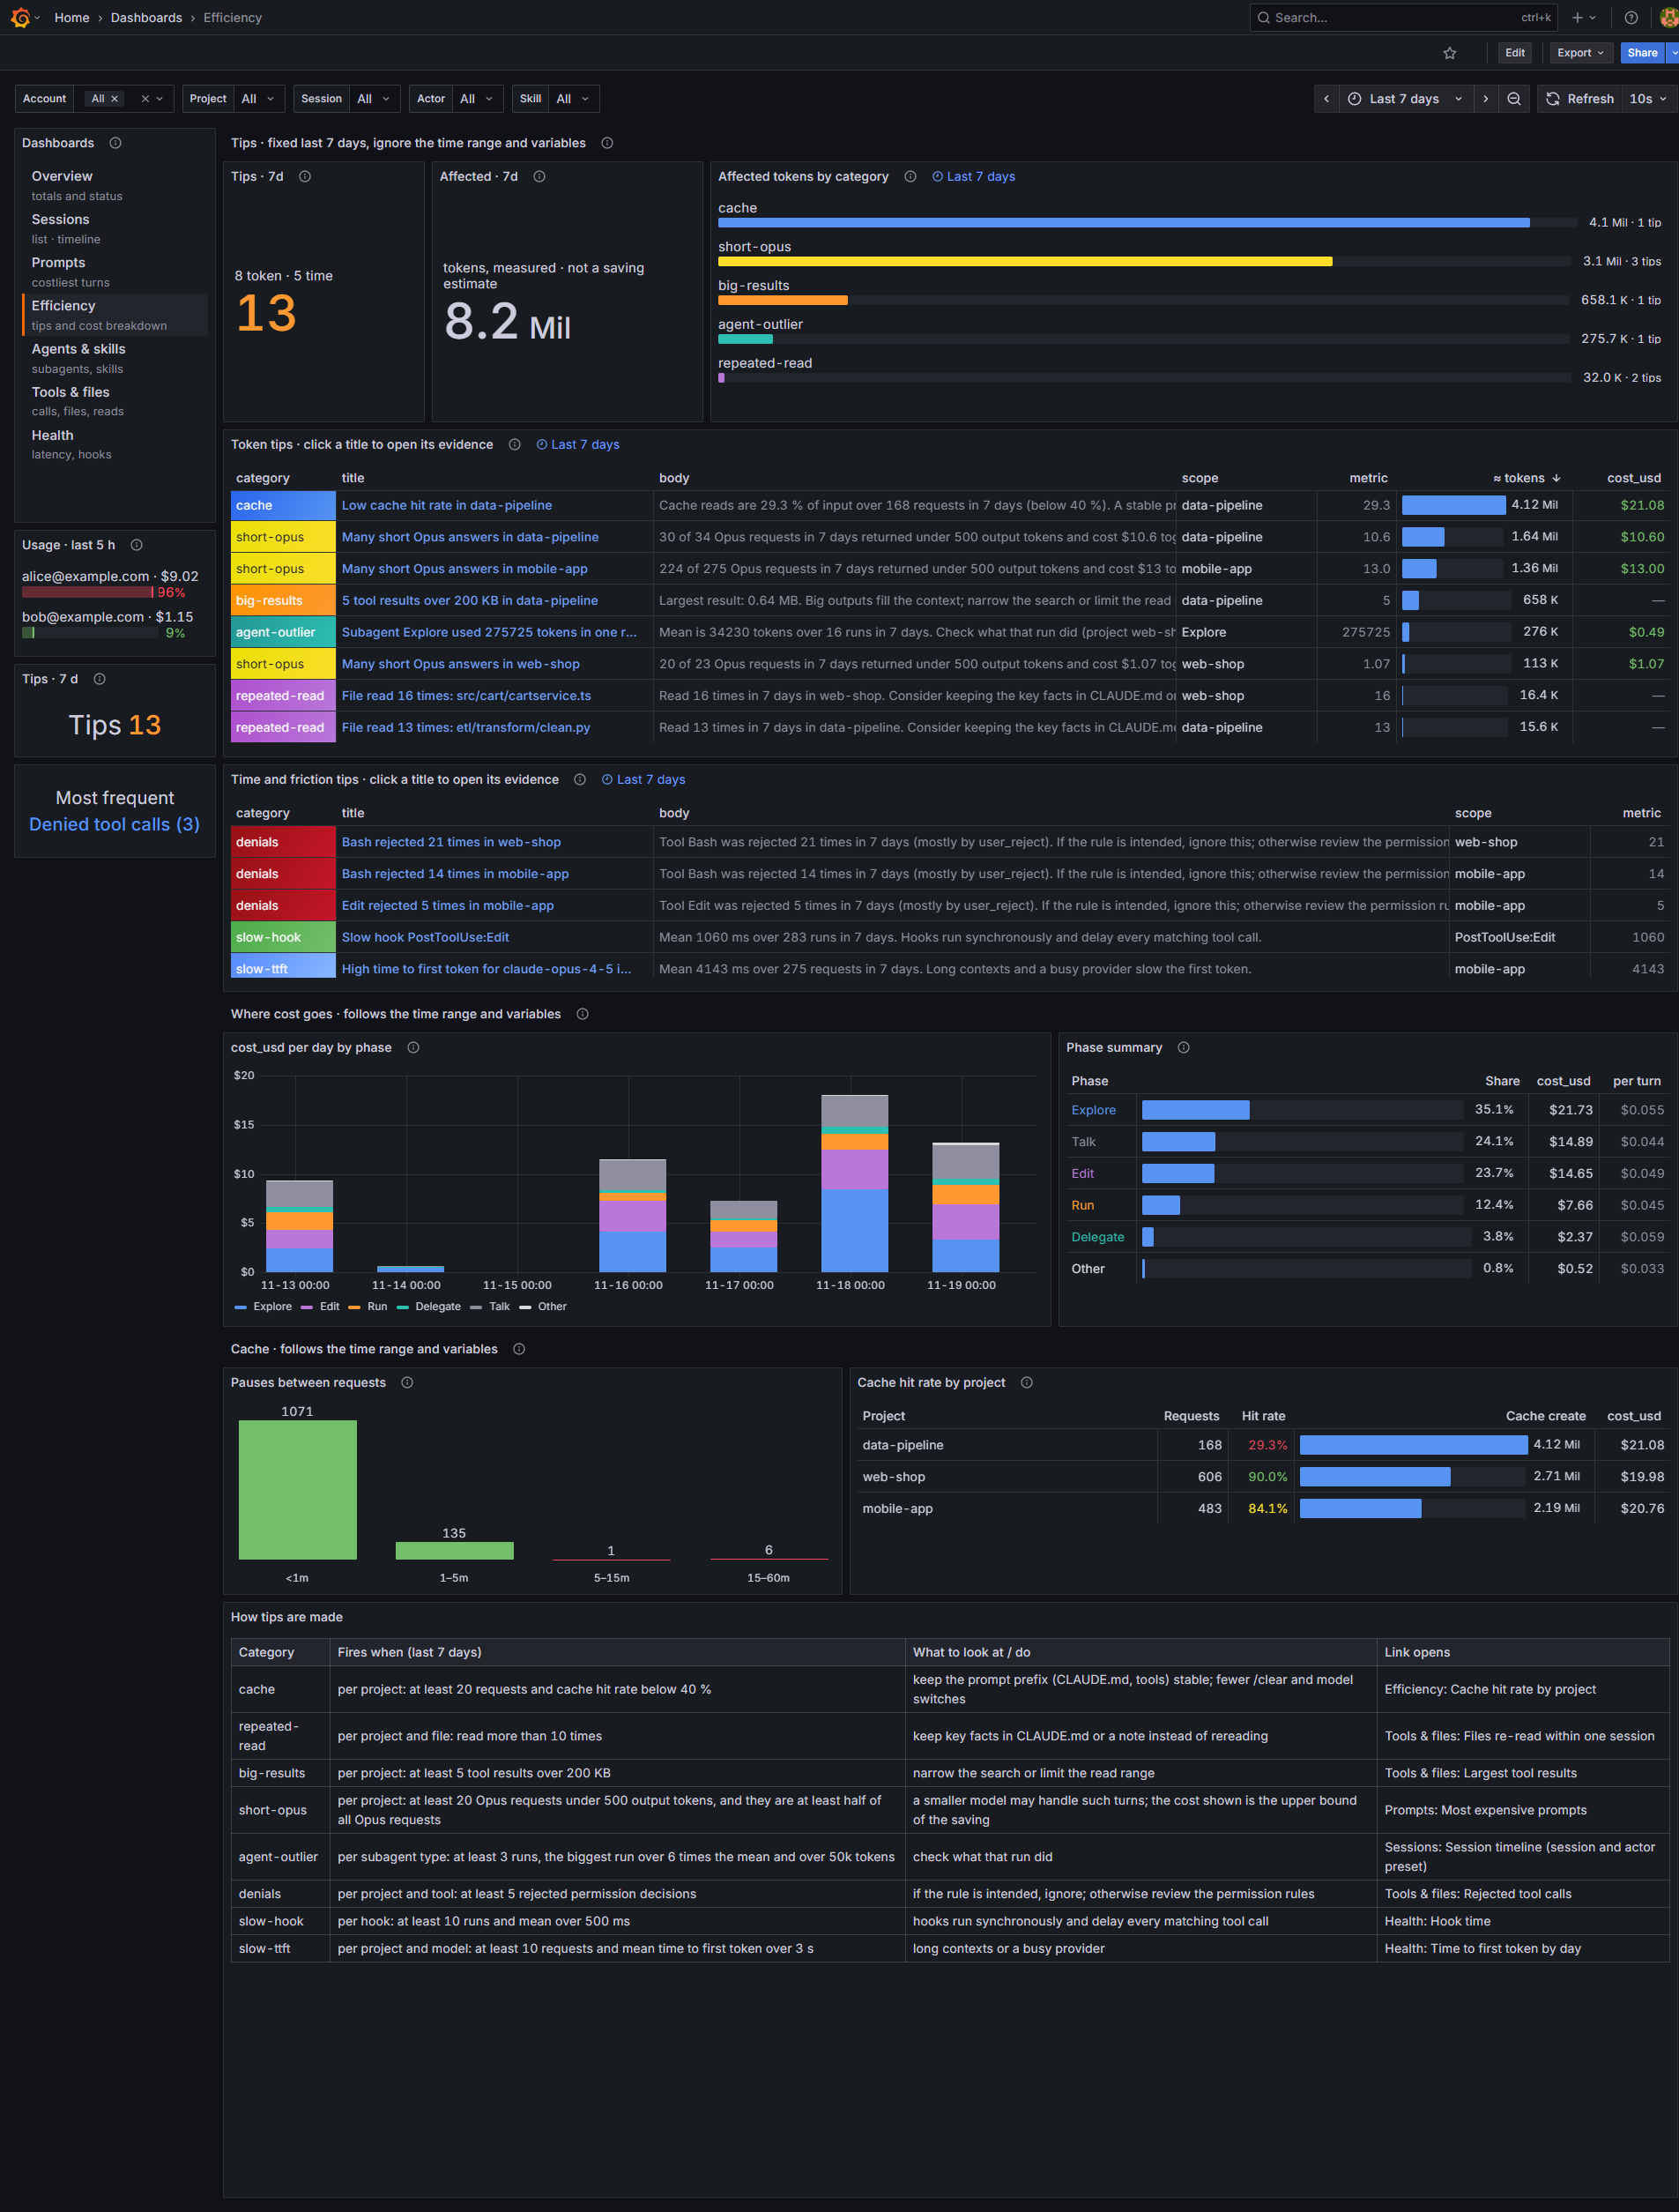 Home › Dashboards › Efficiency
Search... ctrl+k
Edit Export Share
Account All Project All Session All Actor All Skill All
Last 7 days Refresh 10s
Dashboards
Overview
totals and status
Sessions
list · timeline
Prompts
costliest turns
Efficiency
tips and cost breakdown
Agents & skills
subagents, skills
Tools & files
calls, files, reads
Health
latency, hooks
Usage · last 5 h
alice@example.com · $9.02
96%
bob@example.com · $1.15
9%
Tips · 7 d
Tips 13
Most frequent
Denied tool calls (3)
Tips · fixed last 7 days, ignore the time range and variables
Tips · 7d
8 token · 5 time
13
Affected · 7d
tokens, measured · not a saving
estimate
8.2 Mil
Affected tokens by category Last 7 days
cache
4.1 Mil · 1 tip
short-opus
3.1 Mil · 3 tips
big-results
658.1 K · 1 tip
agent-outlier
275.7 K · 1 tip
repeated-read
32.0 K · 2 tips
Token tips · click a title to open its evidence Last 7 days
category title body scope metric ≈ tokens ↓ cost_usd
cache Low cache hit rate in data-pipeline Cache reads are 29.3 % of input over 168 requests in 7 days (below 40 %). A stable pr data-pipeline 29.3 4.12 Mil $21.08
short-opus Many short Opus answers in data-pipeline 30 of 34 Opus requests in 7 days returned under 500 output tokens and cost $10.6 tog data-pipeline 10.6 1.64 Mil $10.60
short-opus Many short Opus answers in mobile-app 224 of 275 Opus requests in 7 days returned under 500 output tokens and cost $13 to mobile-app 13.0 1.36 Mil $13.00
big-results 5 tool results over 200 KB in data-pipeline Largest result: 0.64 MB. Big outputs fill the context; narrow the search or limit the read data-pipeline 5 658 K —
agent-outlier Subagent Explore used 275725 tokens in one r... Mean is 34230 tokens over 16 runs in 7 days. Check what that run did (project web-sh Explore 275725 276 K $0.49
short-opus Many short Opus answers in web-shop 20 of 23 Opus requests in 7 days returned under 500 output tokens and cost $1.07 tog web-shop 1.07 113 K $1.07
repeated-read File read 16 times: src/cart/cartservice.ts Read 16 times in 7 days in web-shop. Consider keeping the key facts in CLAUDE.md or web-shop 16 16.4 K —
repeated-read File read 13 times: etl/transform/clean.py Read 13 times in 7 days in data-pipeline. Consider keeping the key facts in CLAUDE.m data-pipeline 13 15.6 K —
Time and friction tips · click a title to open its evidence Last 7 days
category title body scope metric
denials Bash rejected 21 times in web-shop Tool Bash was rejected 21 times in 7 days (mostly by user_reject). If the rule is intended, ignore this; otherwise review the permission web-shop 21
denials Bash rejected 14 times in mobile-app Tool Bash was rejected 14 times in 7 days (mostly by user_reject). If the rule is intended, ignore this; otherwise review the permission mobile-app 14
denials Edit rejected 5 times in mobile-app Tool Edit was rejected 5 times in 7 days (mostly by user_reject). If the rule is intended, ignore this; otherwise review the permission ru mobile-app 5
slow-hook Slow hook PostToolUse:Edit Mean 1060 ms over 283 runs in 7 days. Hooks run synchronously and delay every matching tool call. PostToolUse:Edit 1060
slow-ttft High time to first token for claude-opus-4-5 i... Mean 4143 ms over 275 requests in 7 days. Long contexts and a busy provider slow the first token. mobile-app 4143
Where cost goes · follows the time range and variables
cost_usd per day by phase
$20
$15
$10
$5
$0
11-13 00:00 11-14 00:00 11-15 00:00 11-16 00:00 11-17 00:00 11-18 00:00 11-19 00:00
Explore Edit Run Delegate Talk Other
Phase summary
Phase Share cost_usd per turn
Explore 35.1% $21.73 $0.055
Talk 24.1% $14.89 $0.044
Edit 23.7% $14.65 $0.049
Run 12.4% $7.66 $0.045
Delegate 3.8% $2.37 $0.059
Other 0.8% $0.52 $0.033
Cache · follows the time range and variables
Pauses between requests
1071 135 1 6
<1m 1–5m 5–15m 15–60m
Cache hit rate by project
Project Requests Hit rate Cache create cost_usd
data-pipeline 168 29.3% 4.12 Mil $21.08
web-shop 606 90.0% 2.71 Mil $19.98
mobile-app 483 84.1% 2.19 Mil $20.76
How tips are made
Category Fires when (last 7 days) What to look at / do Link opens
cache per project: at least 20 requests and cache hit rate below 40 % keep the prompt prefix (CLAUDE.md, tools) stable; fewer /clear and model
switches Efficiency: Cache hit rate by project
repeated-
read per project and file: read more than 10 times keep key facts in CLAUDE.md or a note instead of rereading Tools & files: Files re-read within one session
big-results per project: at least 5 tool results over 200 KB narrow the search or limit the read range Tools & files: Largest tool results
short-opus per project: at least 20 Opus requests under 500 output tokens, and they are at least half of
all Opus requests a smaller model may handle such turns; the cost shown is the upper bound
of the saving Prompts: Most expensive prompts
agent-outlier per subagent type: at least 3 runs, the biggest run over 6 times the mean and over 50k tokens check what that run did Sessions: Session timeline (session and actor
preset)
denials per project and tool: at least 5 rejected permission decisions if the rule is intended, ignore; otherwise review the permission rules Tools & files: Rejected tool calls
slow-hook per hook: at least 10 runs and mean over 500 ms hooks run synchronously and delay every matching tool call Health: Hook time
slow-ttft per project and model: at least 10 requests and mean time to first token over 3 s long contexts or a busy provider Health: Time to first token by day